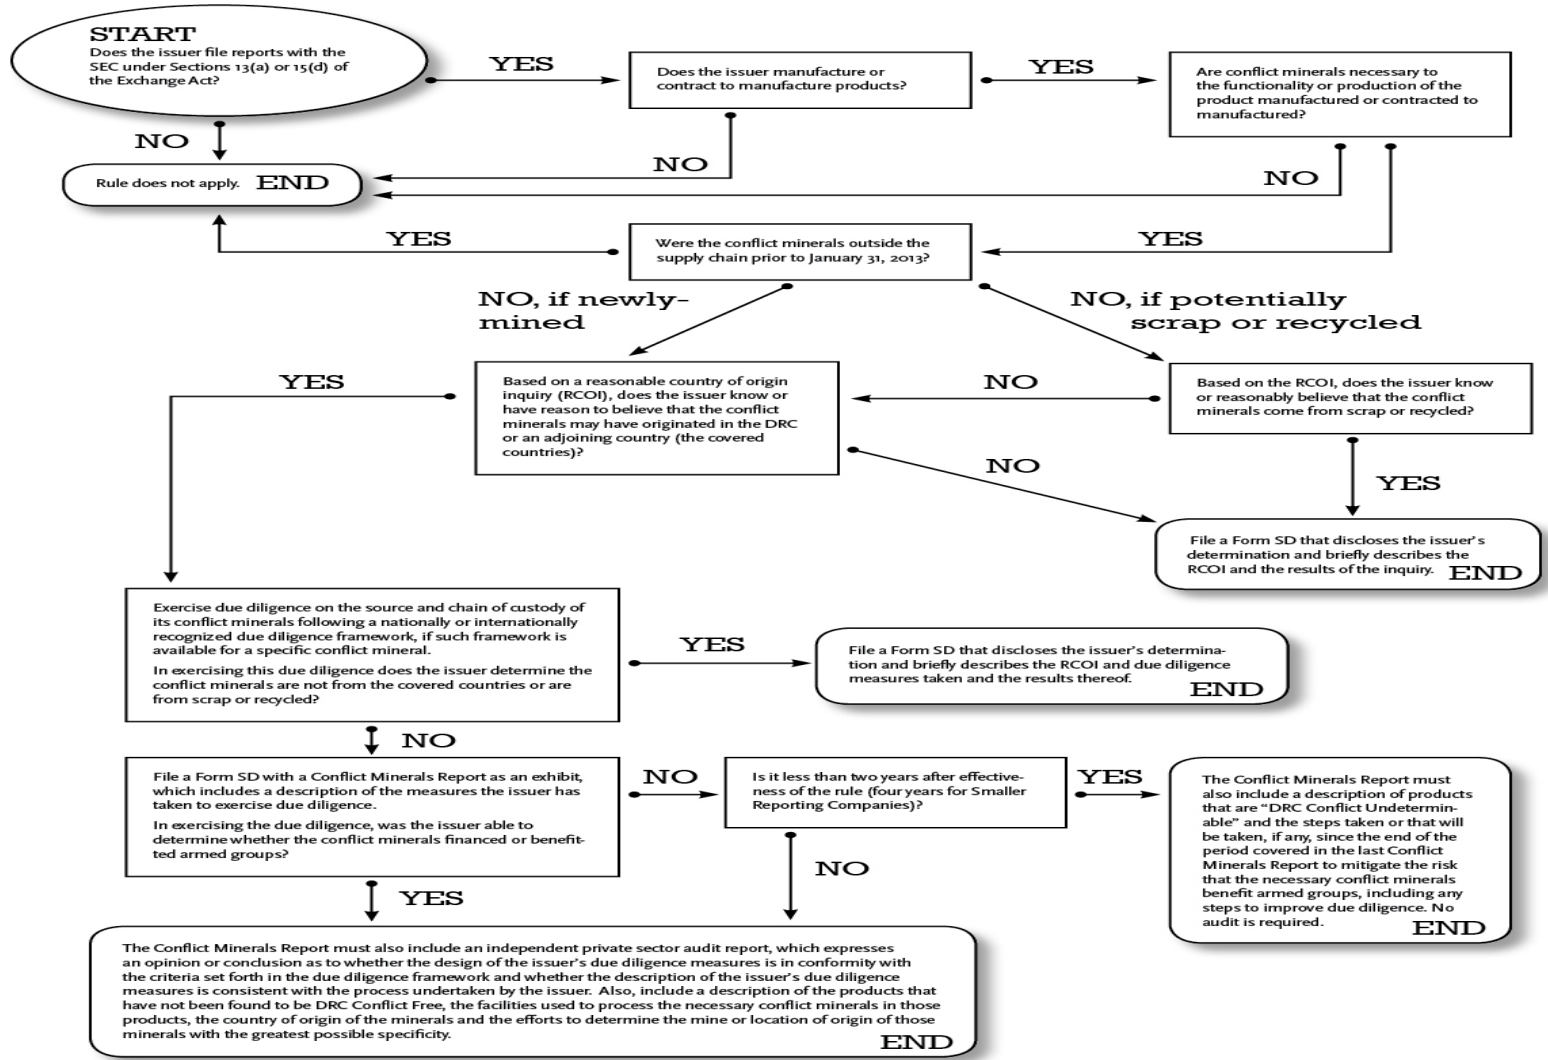 START
Does the issuer file reports with the
SEC under Sections 13(a) or 15(d) of
the Exchange Act?
YES
Does the issuer manufacture or
contract to manufacture products?
YES
Are conflict minerals necessary to
the functionality or production of the
product manufactured or contracted to
manufactured?
NO
NO
NO
Rule does not apply. END
YES
Were the conflict minerals outside the
supply chain prior to January 31, 2013?
YES
NO, if newly-
mined
NO, if potentially
scrap or recycled
YES
Based on a reasonable country of origin
inquiry (RCOI), does the issuer know or
have reason to believe that the conflict
minerals may have originated in the DRC
or an adjoining country (the covered
countries)?
NO
Based on the RCOI, does the issuer know
or reasonably believe that the conflict
minerals come from scrap or recycled?
NO
YES
File a Form SD that discloses the issuer's
determination and briefly describes the
RCOI and the results of the inquiry. END
Exercise due diligence on the source and chain of custody of
its conflict minerals following a nationally or internationally
recognized due diligence framework, if such framework is
available for a specific conflict mineral.
In exercising this due diligence does the issuer determine the
conflict minerals are not from the covered countries or are
from scrap or recycled?
YES
File a Form SD that discloses the issuer's determina-
tion and briefly describes the RCOI and due diligence
measures taken and the results thereof.
END
NO
File a Form SD with a Conflict Minerals Report as an exhibit,
which includes a description of the measures the issuer has
taken to exercise due diligence.
In exercising the due diligence, was the issuer able to
determine whether the conflict minerals financed or benefit-
ted armed groups?
NO
Is it less than two years after effective-
ness of the rule (four years for Smaller
Reporting Companies)?
YES
The Conflict Minerals Report must
also include a description of products
that are "DRC Conflict Undetermin-
able" and the steps taken or that will
be taken, if any, since the end of the
period covered in the last Conflict
Minerals Report to mitigate the risk
that the necessary conflict minerals
benefit armed groups, including any
steps to improve due diligence. No
audit is required.
END
YES
NO
The Conflict Minerals Report must also include an independent private sector audit report, which expresses
an opinion or conclusion as to whether the design of the issuer's due diligence measures is in conformity with
the criteria set forth in the due diligence framework and whether the description of the issuer's due diligence
measures is consistent with the process undertaken by the issuer. Also, include a description of the products that
have not been found to be DRC Conflict Free, the facilities used to process the necessary conflict minerals in those
products, the country of origin of the minerals and the efforts to determine the mine or location of origin of those
minerals with the greatest possible specificity.
END